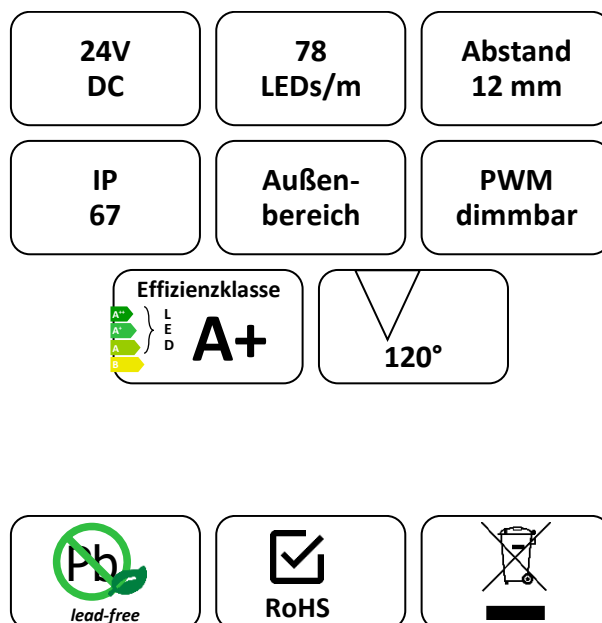 24V
DC
78
LEDs/m
Abstand
12 mm
IP
67
Außen-
bereich
PWM
dimmbar
Effizienzklasse
A++
A+
A
B
L
E
D
A+
120°
Pb
lead-free
RoHS